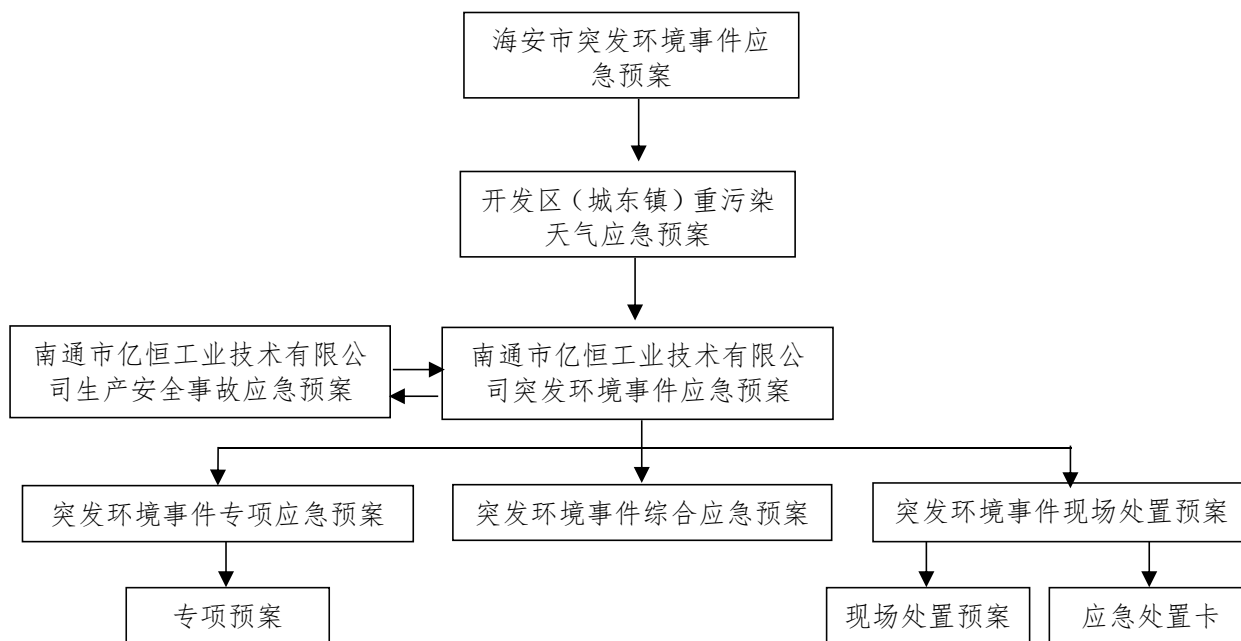 海安市突发环境事件应
急预案
开发区（城东镇）重污染
天气应急预案
南通市亿恒工业技术有限公
司生产安全事故应急预案
南通市亿恒工业技术有限公
司突发环境事件应急预案
突发环境事件专项应急预案
突发环境事件综合应急预案
突发环境事件现场处置预案
专项预案
现场处置预案
应急处置卡